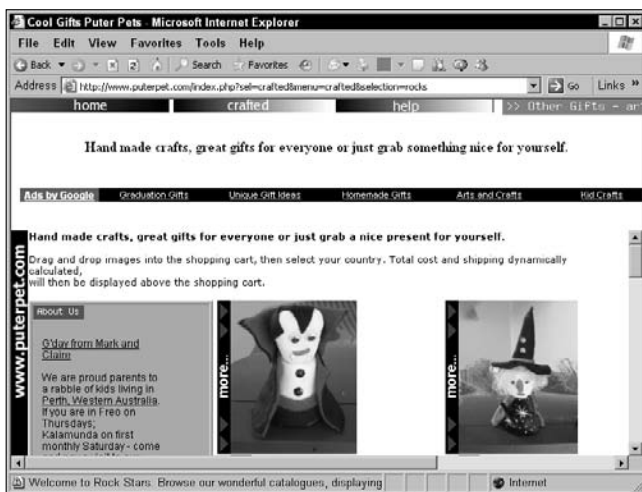 Cool Gifts Puter Pets - Microsoft Internet Explorer
File Edit View Favorites Tools Help
Back Search Favorites
Address http://www.puterpet.com/index.php?sel=crafted&menu=crafted&selection=rocks Go Links »
home crafted help >> Other Gifts - ar
Hand made crafts, great gifts for everyone or just grab something nice for yourself.
Ads by Google Graduation Gifts Unique Gift Ideas Homemade Gifts Arts and Crafts Kid Crafts
www.puterpet.com
Hand made crafts, great gifts for everyone or just grab a nice present for yourself.
Drag and drop images into the shopping cart, then select your country. Total cost and shipping dynamically
calculated,
will then be displayed above the shopping cart.
About Us
G'day from Mark and
Claire
We are proud parents to
a rabble of kids living in
Perth, Western Australia.
If you are in Freo on
Thursdays;
Kalamunda on first
monthly Saturday - come
more...
more...
Welcome to Rock Stars. Browse our wonderful catalogues, displaying
Internet